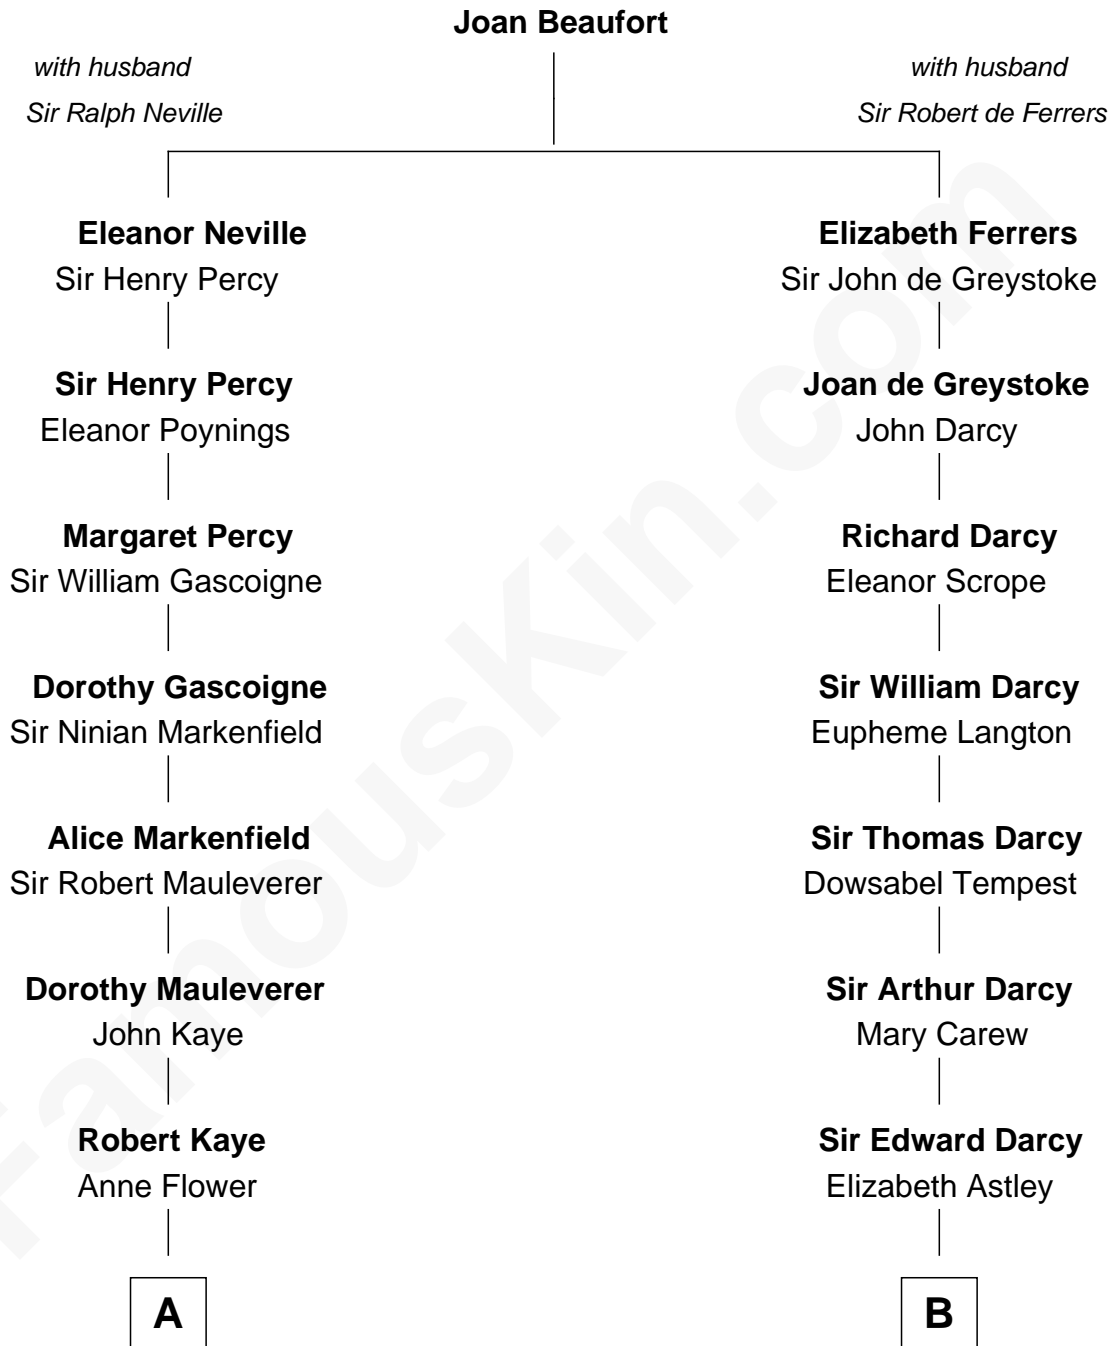 Joan Beaufort
with husband
Sir Ralph Neville
with husband
Sir Robert de Ferrers
Eleanor Neville
Sir Henry Percy
Elizabeth Ferrers
Sir John de Greystoke
Sir Henry Percy
Eleanor Poynings
Joan de Greystoke
John Darcy
Margaret Percy
Sir William Gascoigne
Richard Darcy
Eleanor Scrope
Dorothy Gascoigne
Sir Ninian Markenfield
Sir William Darcy
Eupheme Langton
Alice Markenfield
Sir Robert Mauleverer
Sir Thomas Darcy
Dowsabel Tempest
Dorothy Mauleverer
John Kaye
Sir Arthur Darcy
Mary Carew
Robert Kaye
Anne Flower
Sir Edward Darcy
Elizabeth Astley
A
B
FamousKin.com